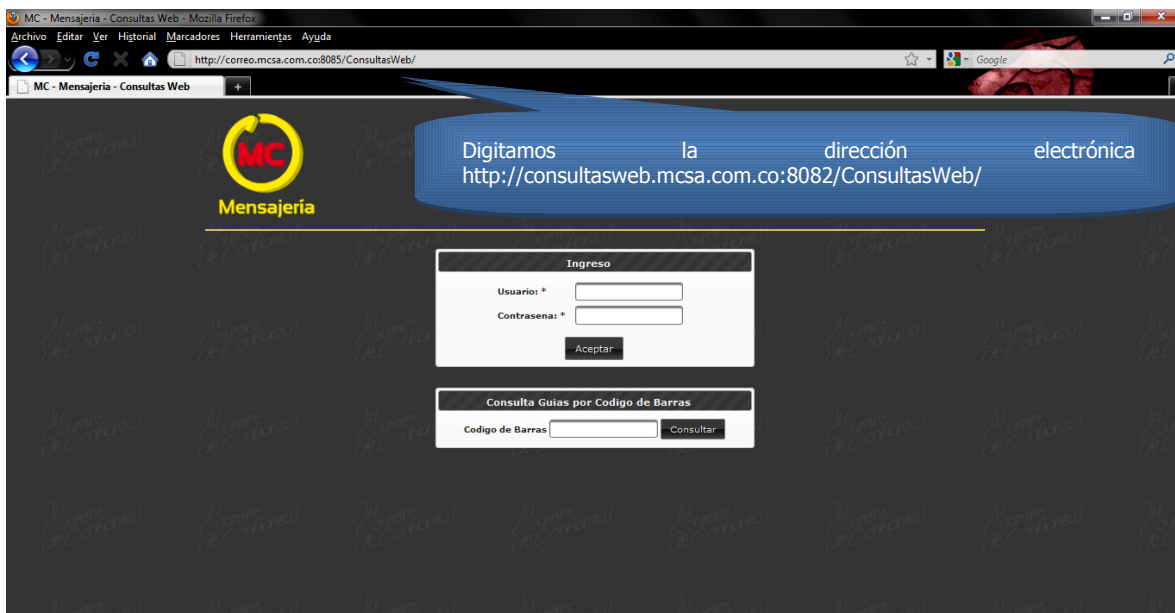 MC - Mensajeria - Consultas Web - Mozilla Firefox
Archivo Editar Ver Historial Marcadores Herramientas Ayuda
http://correo.mcsa.com.co:8085/ConsultasWeb/
Google
MC - Mensajeria - Consultas Web
MC
Mensajería
Digitamos la dirección electrónica
http://consultasweb.mcsa.com.co:8082/ConsultasWeb/
Ingreso
Usuario: *
Contrasena: *
Aceptar
Consulta Guias por Codigo de Barras
Codigo de Barras
Consultar